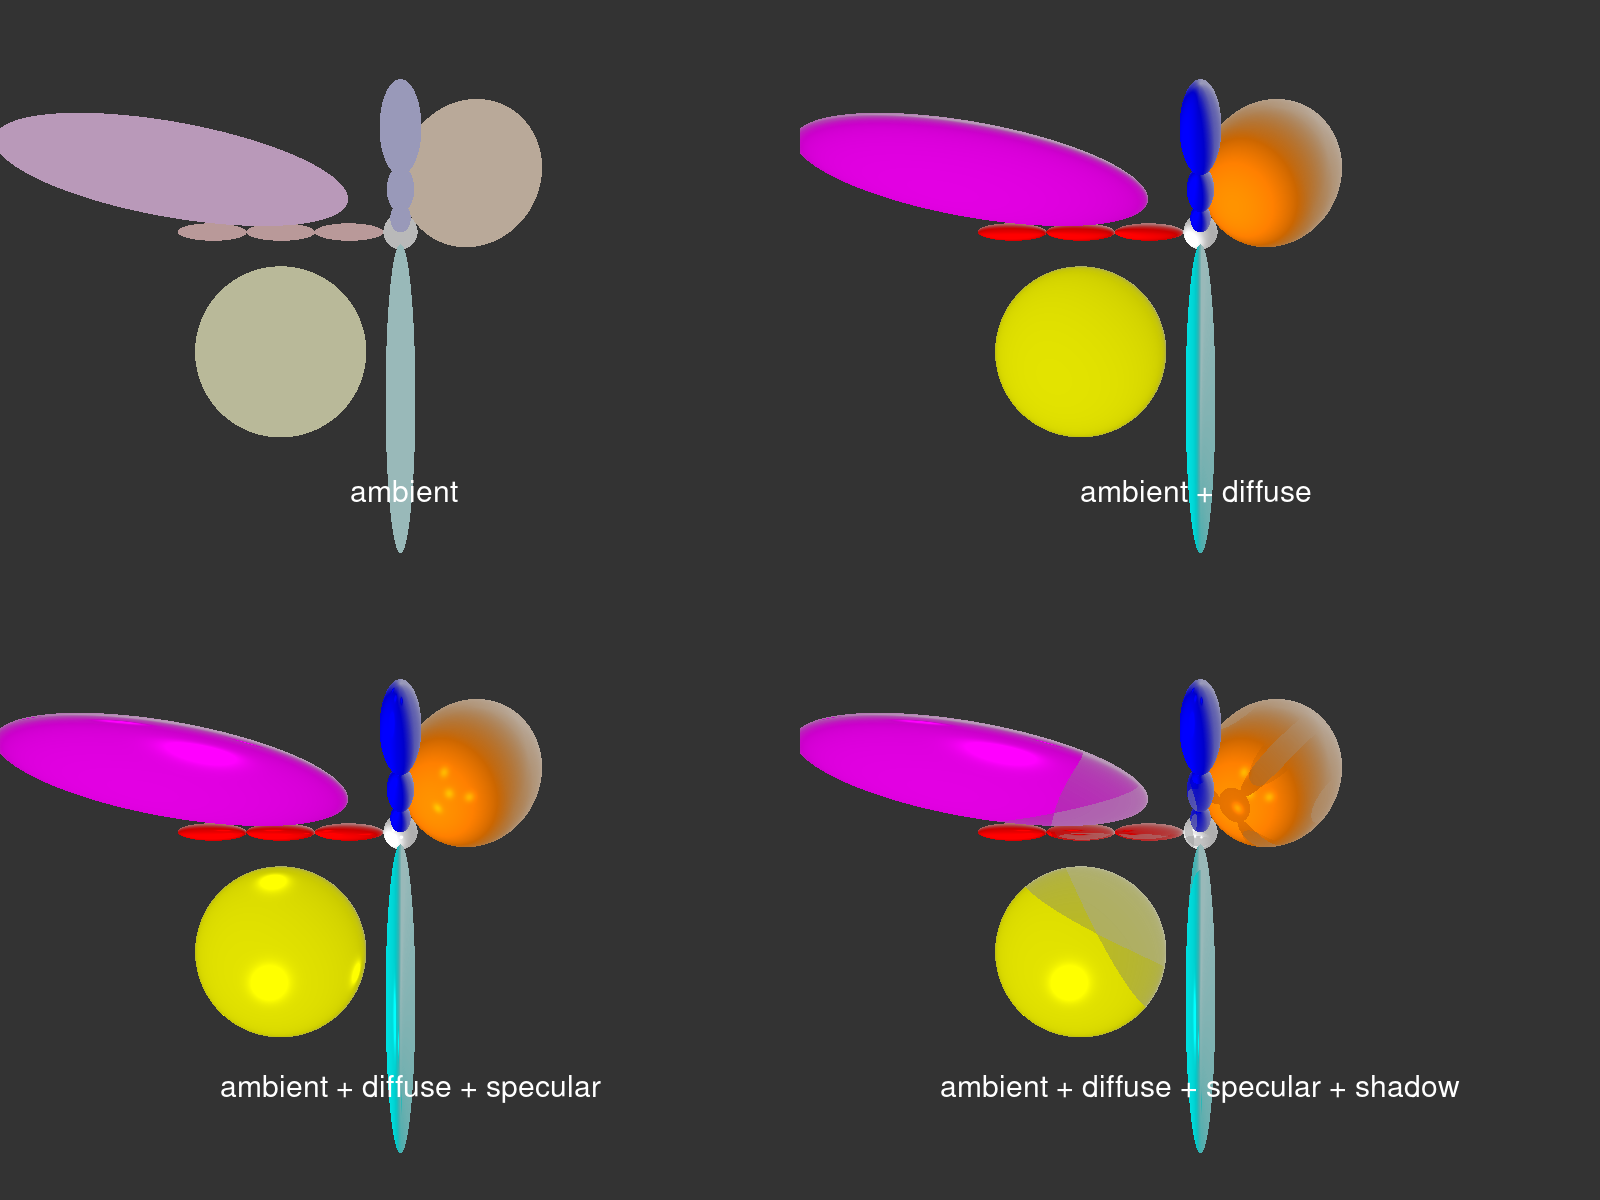 ambient
ambient + diffuse
ambient + diffuse + specular
ambient + diffuse + specular + shadow